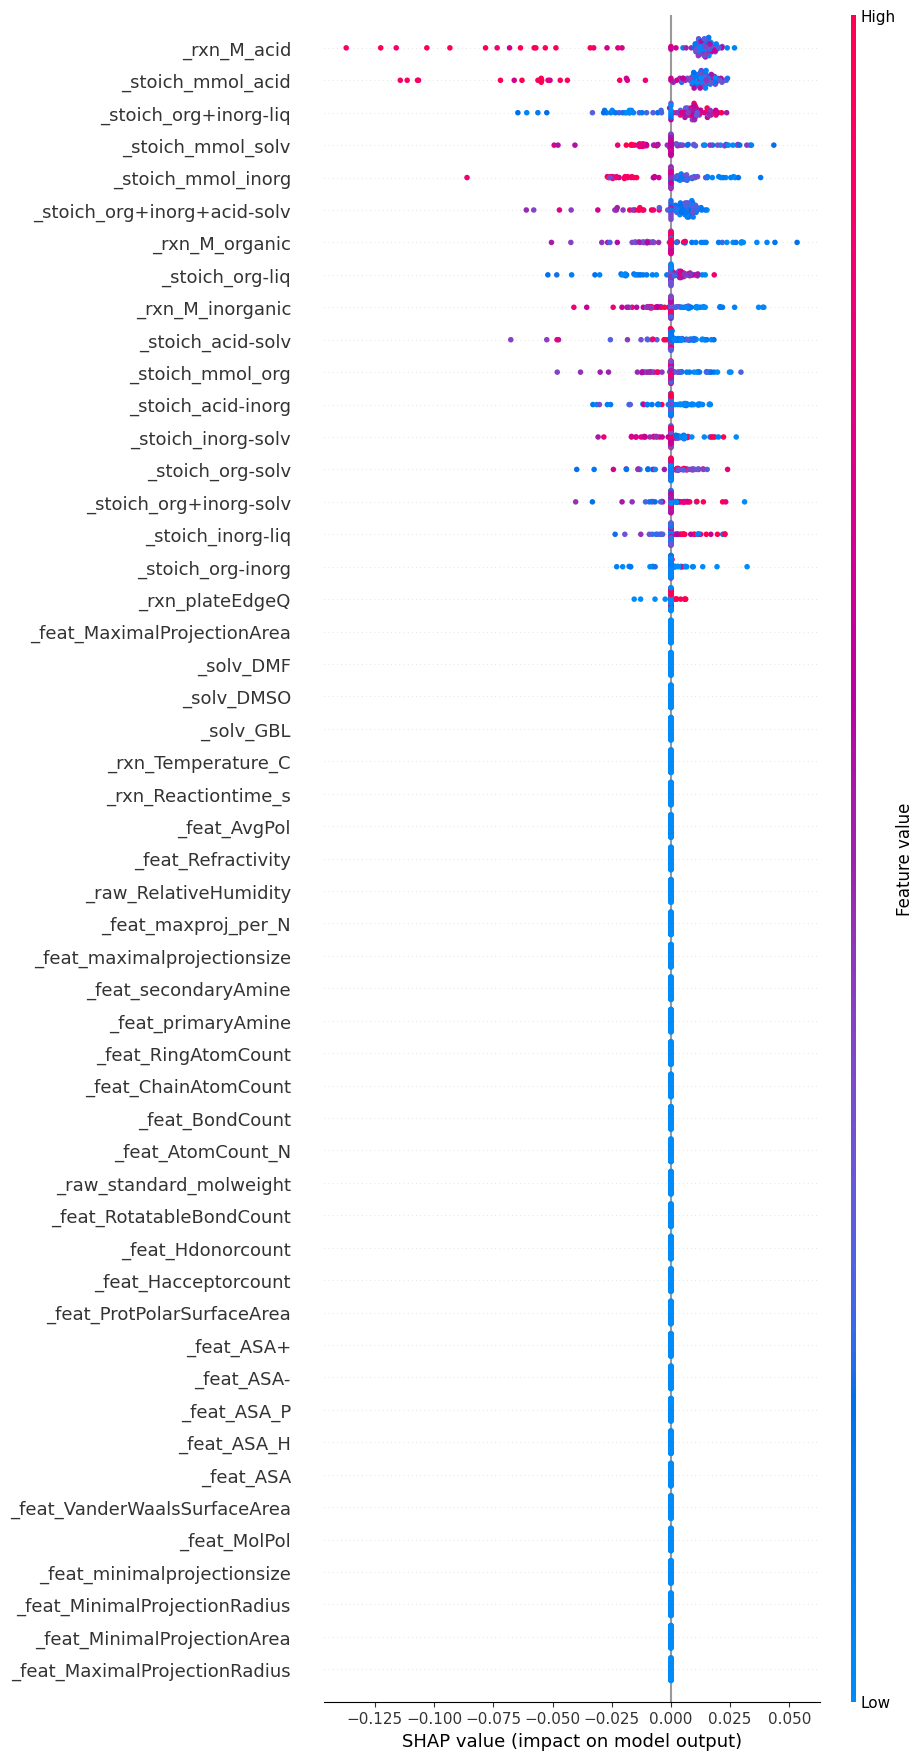 High
_rxn_M_acid
_stoich_mmol_acid
_stoich_org+inorg-liq
_stoich_mmol_solv
_stoich_mmol_inorg
_stoich_org+inorg+acid-solv
_rxn_M_organic
_stoich_org-liq
_rxn_M_inorganic
_stoich_acid-solv
_stoich_mmol_org
_stoich_acid-inorg
_stoich_inorg-solv
_stoich_org-solv
_stoich_org+inorg-solv
_stoich_inorg-liq
_stoich_org-inorg
_rxn_plateEdgeQ
_feat_MaximalProjectionArea
_solv_DMF
_solv_DMSO
_solv_GBL
_rxn_Temperature_C
_rxn_Reactiontime_s
_feat_AvgPol
_feat_Refractivity
_raw_RelativeHumidity
_feat_maxproj_per_N
_feat_maximalprojectionsize
_feat_secondaryAmine
_feat_primaryAmine
_feat_RingAtomCount
_feat_ChainAtomCount
_feat_BondCount
_feat_AtomCount_N
_raw_standard_molweight
_feat_RotatableBondCount
_feat_Hdonorcount
_feat_Hacceptorcount
_feat_ProtPolarSurfaceArea
_feat_ASA+
_feat_ASA-
_feat_ASA_P
_feat_ASA_H
_feat_ASA
_feat_VanderWaalsSurfaceArea
_feat_MolPol
_feat_minimalprojectionsize
_feat_MinimalProjectionRadius
_feat_MinimalProjectionArea
_feat_MaximalProjectionRadius
Feature value
Low
−0.125 −0.100 −0.075 −0.050 −0.025 0.000 0.025 0.050
SHAP value (impact on model output)